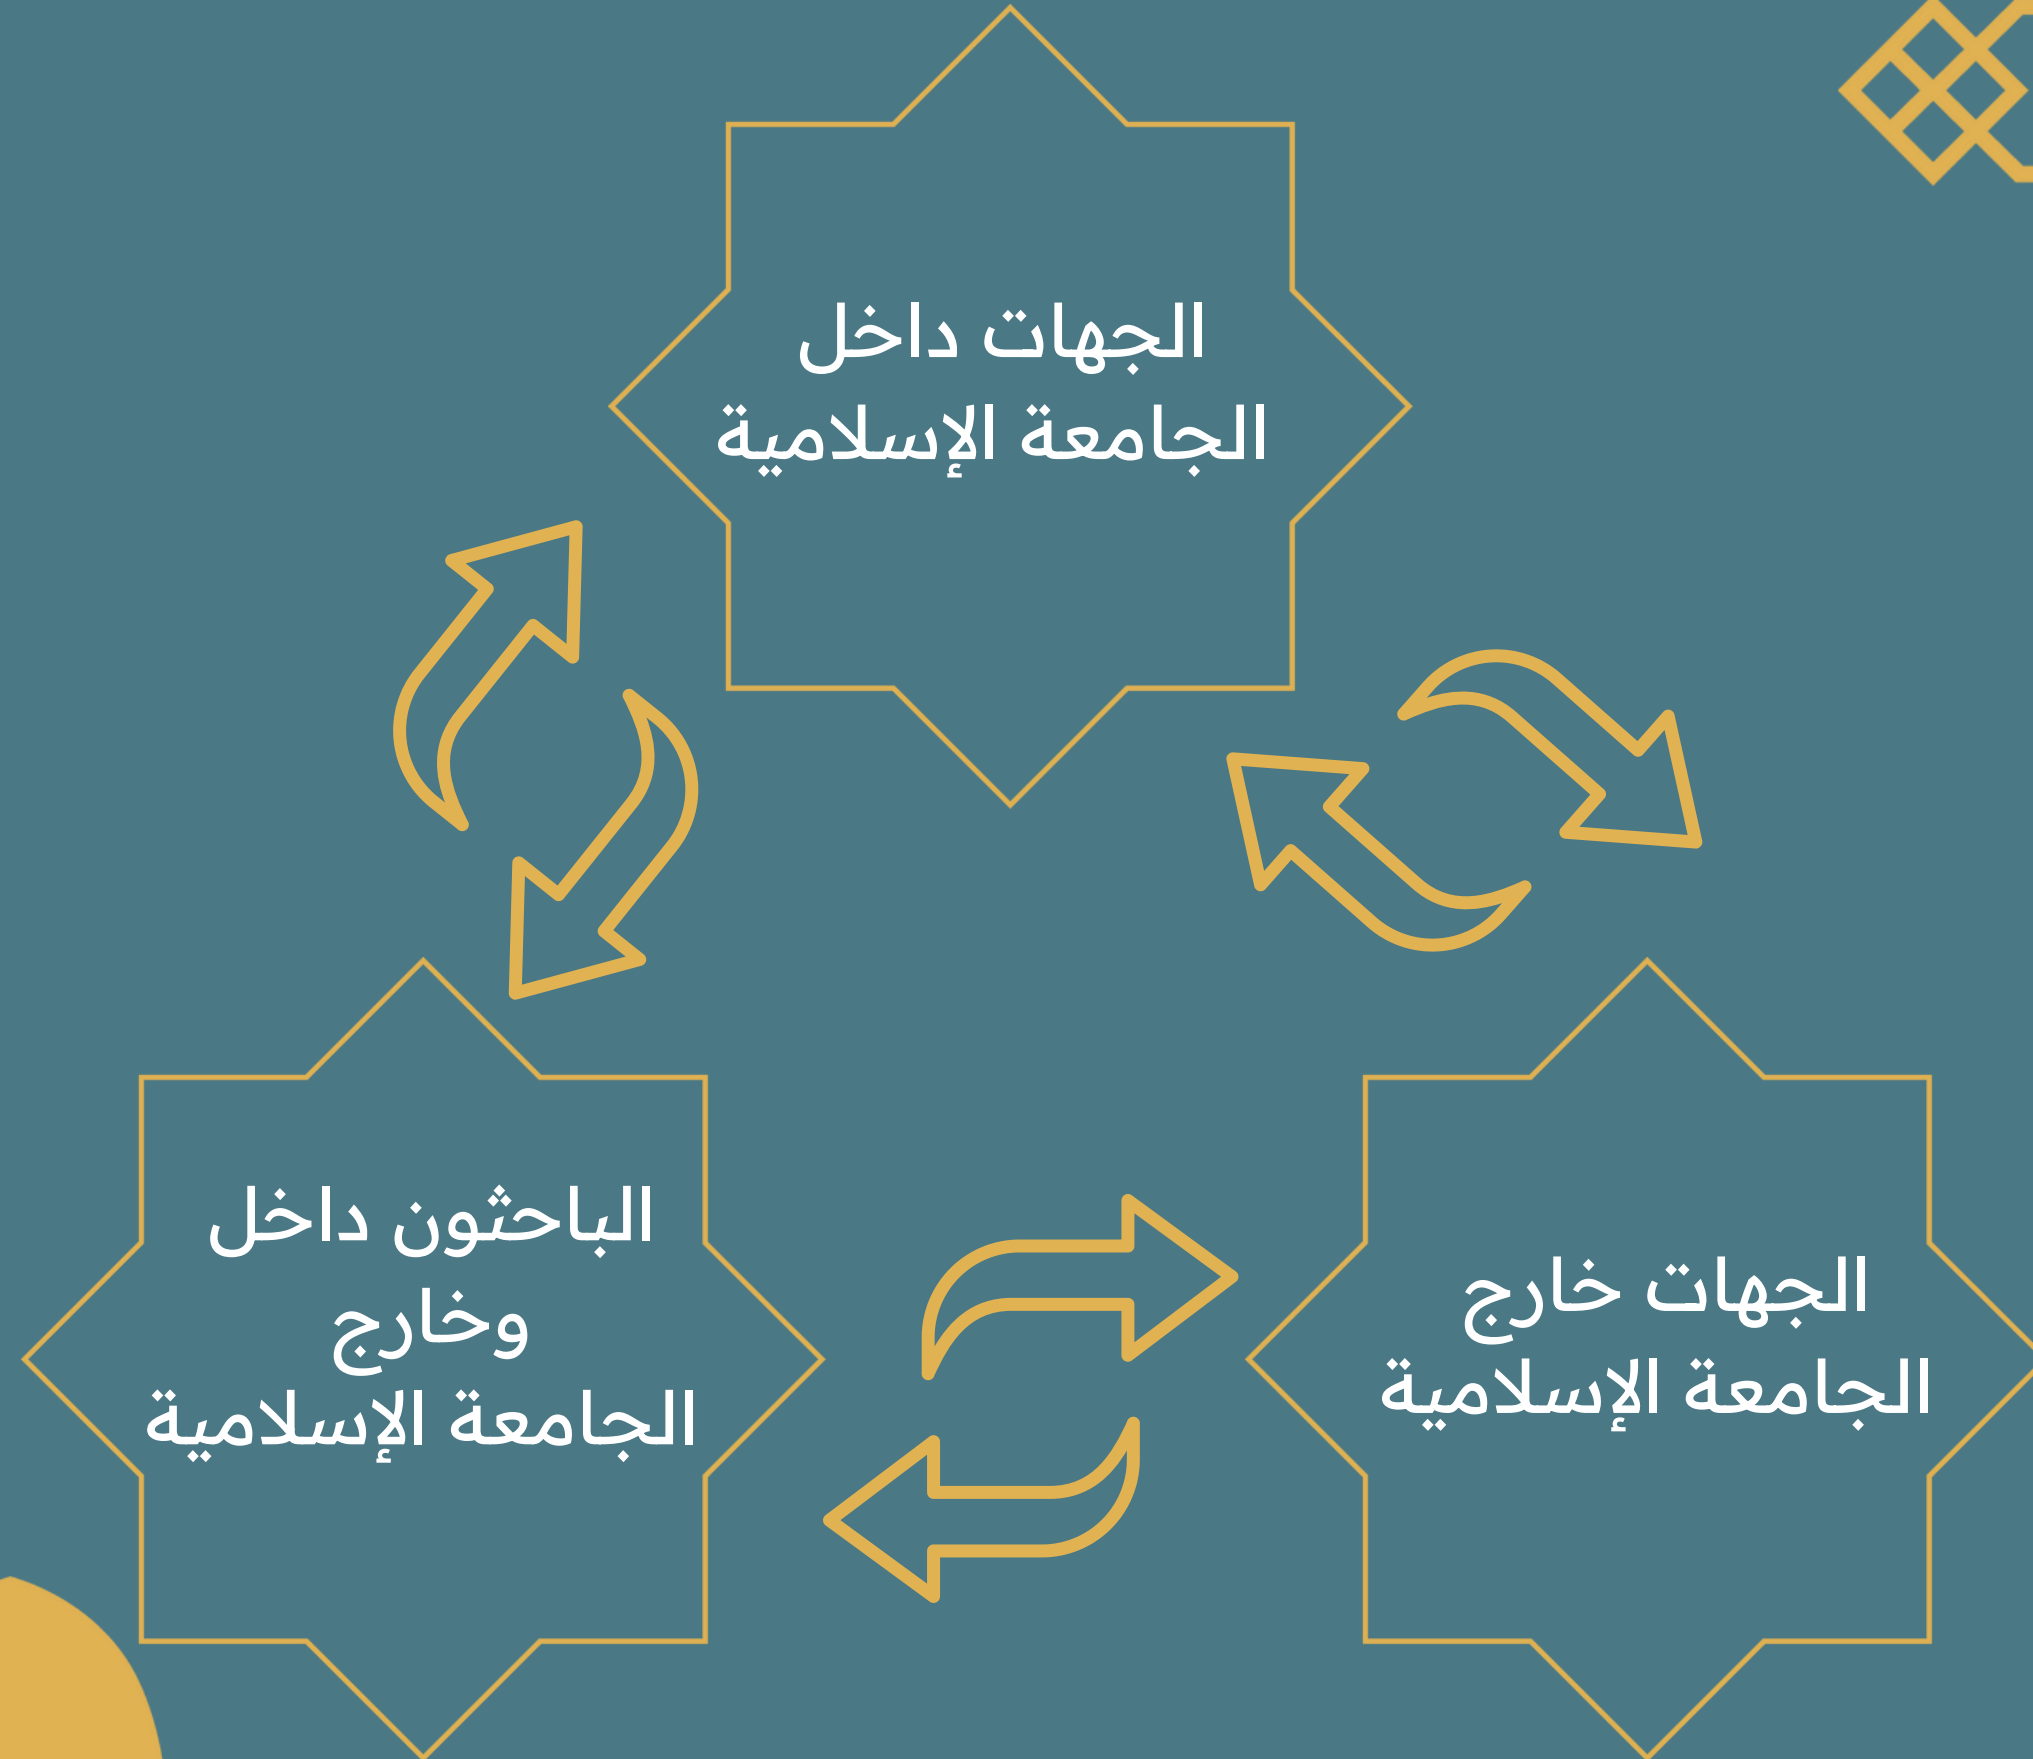 الجهات داخل
الجامعة الإسلامية
الجهات خارج
الجامعة الإسلامية
الباحثون داخل
وخارج
الجامعة الإسلامية